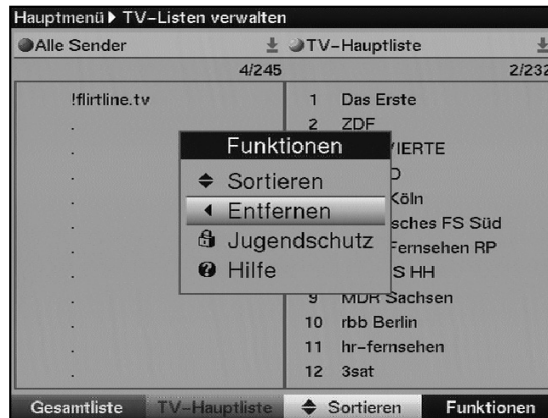 Hauptmenü ▶ TV-Listen verwalten
Alle Sender
TV-Hauptliste
4/245
2/232
!flirtline.tv
.
.
.
.
.
.
.
.
.
.
.
1 Das Erste
2 ZDF
VIERTE
Köln
sches FS Süd
Fernsehen RP
S HH
9 MDR Sachsen
10 rbb Berlin
11 hr-fernsehen
12 3sat
Funktionen
Sortieren
Entfernen
Jugendschutz
Hilfe
Gesamtliste
TV-Hauptliste
Sortieren
Funktionen